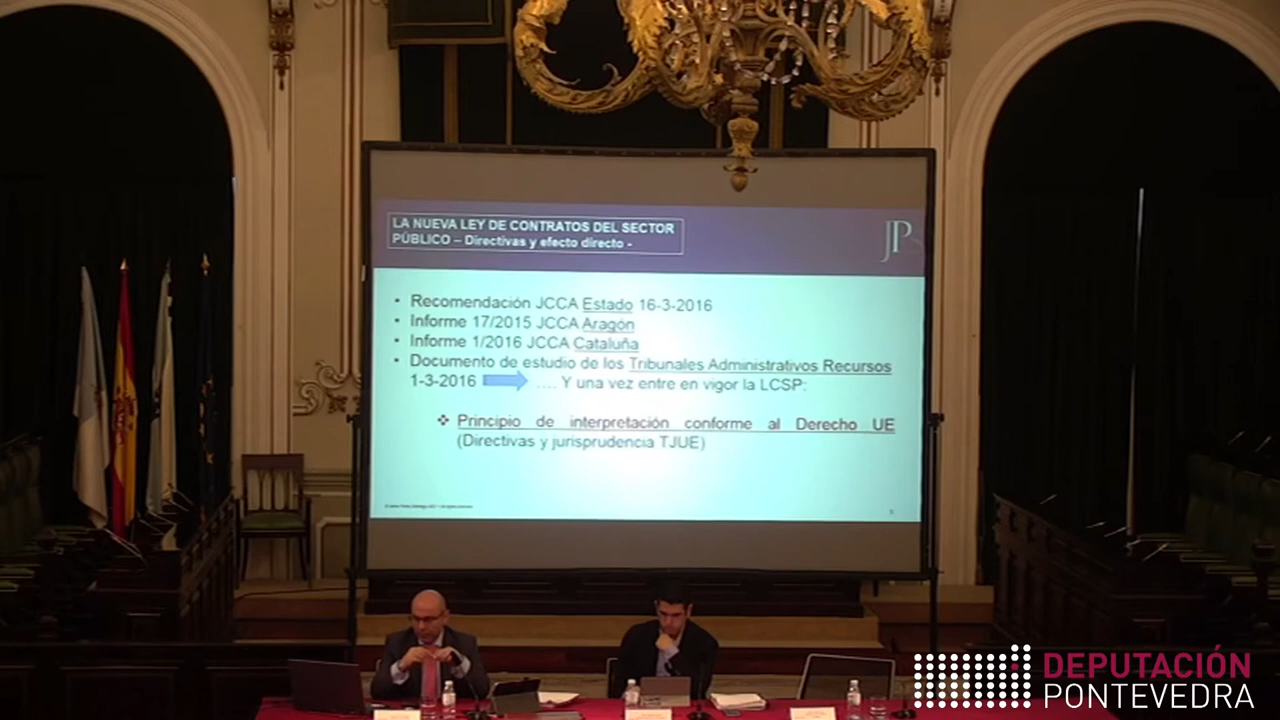 LA NUEVA LEY DE CONTRATOS DEL SECTOR
PÚBLICO – Directivas y efecto directo -
JPS
• Recomendación JCCA Estado 16-3-2016
• Informe 17/2015 JCCA Aragón
• Informe 1/2016 JCCA Cataluña
• Documento de estudio de los Tribunales Administrativos Recursos
1-3-2016 .... Y una vez entre en vigor la LCSP:
❖ Principio de interpretación conforme al Derecho UE
(Directivas y jurisprudencia TJUE)
DEPUTACIÓN
PONTEVEDRA